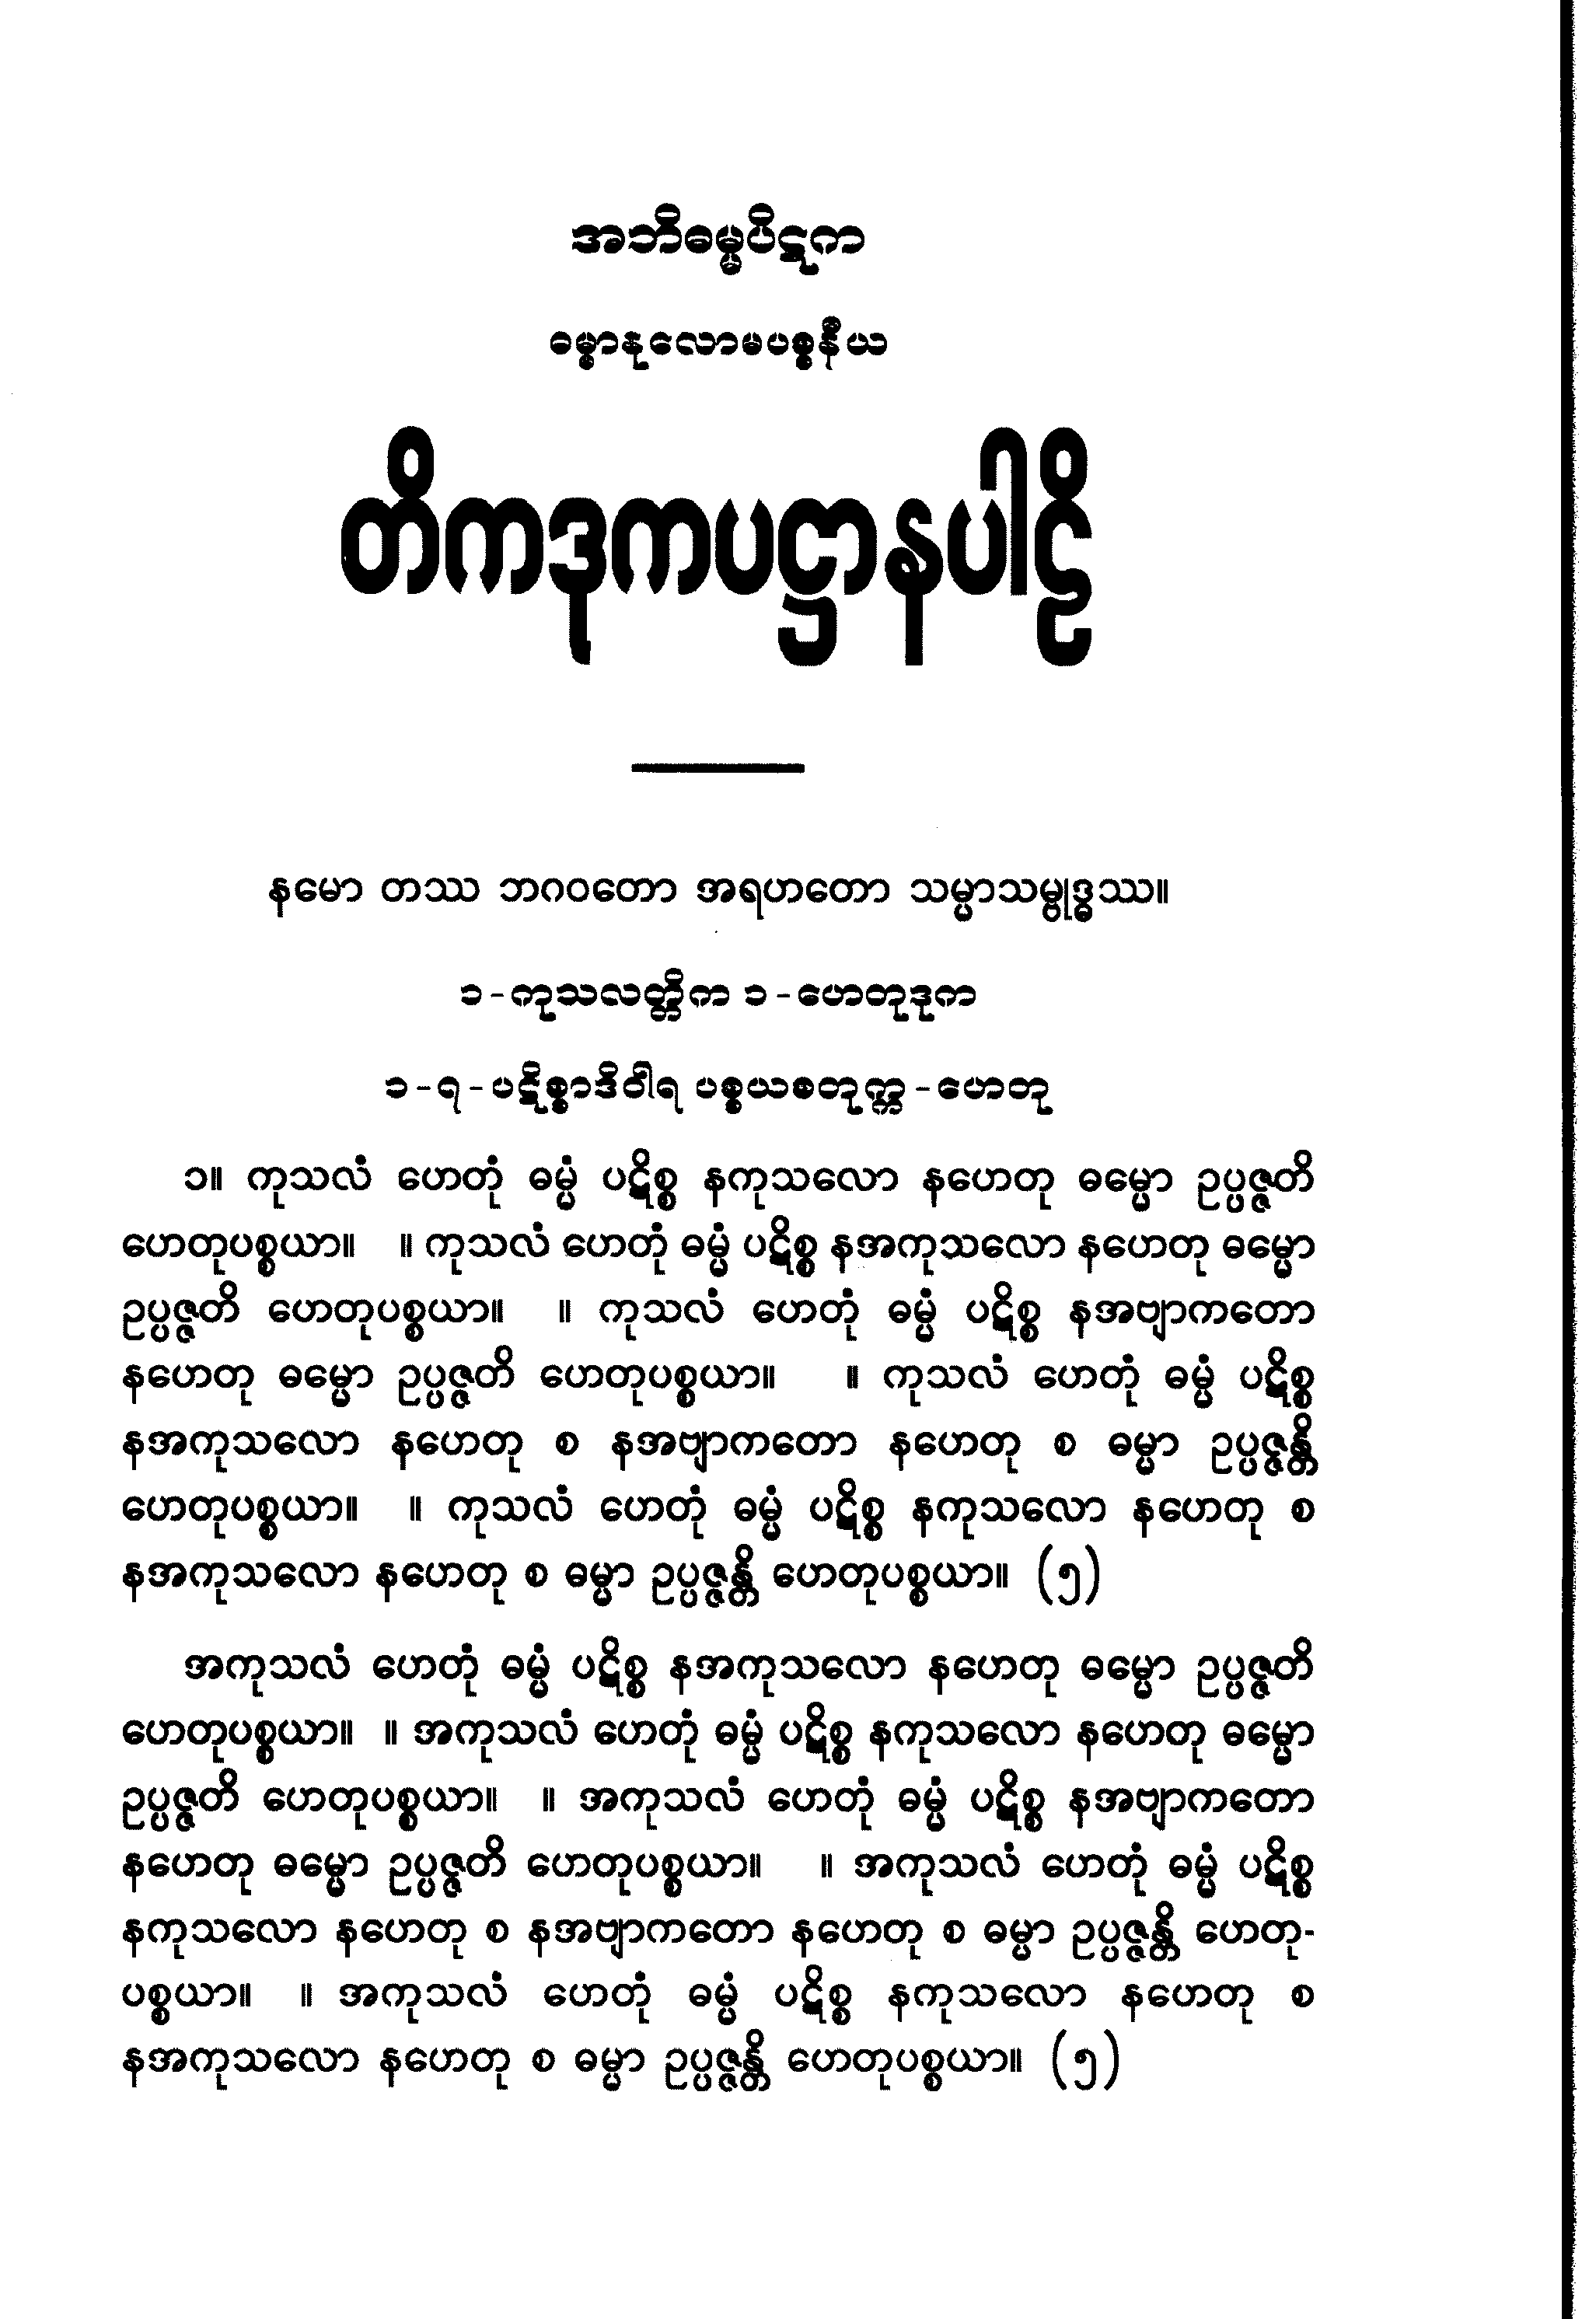 အဘိဓမ္မပိဋက
ဓမ္မာနုလောမပစ္စနီယ
တိကဒုကပဋ္ဌာနပါဠိ
နမော တဿ ဘဂဝတော အရဟတော သမ္မာသမ္ဗုဒ္ဓဿ။
၁-ကုသလတ္တိက ၁-ဟေတုဒုက
၁-၇-ပဋိစ္စာဒိဝါရ ပစ္စယစတုက္က-ဟေတု
၁။ ကုသလံ ဟေတုံ ဓမ္မံ ပဋိစ္စ နကုသလော နဟေတု ဓမ္မော ဥပ္ပဇ္ဇတိ
ဟေတုပစ္စယာ။ ။ ကုသလံ ဟေတုံ ဓမ္မံ ပဋိစ္စ နအကုသလော နဟေတု ဓမ္မော
ဥပ္ပဇ္ဇတိ ဟေတုပစ္စယာ။ ။ ကုသလံ ဟေတုံ ဓမ္မံ ပဋိစ္စ နအဗျာကတော
နဟေတု ဓမ္မော ဥပ္ပဇ္ဇတိ ဟေတုပစ္စယာ။ ။ ကုသလံ ဟေတုံ ဓမ္မံ ပဋိစ္စ
နအကုသလော နဟေတု စ နအဗျာကတော နဟေတု စ ဓမ္မာ ဥပ္ပဇ္ဇန္တိ
ဟေတုပစ္စယာ။ ။ ကုသလံ ဟေတုံ ဓမ္မံ ပဋိစ္စ နကုသလော နဟေတု စ
နအကုသလော နဟေတု စ ဓမ္မာ ဥပ္ပဇ္ဇန္တိ ဟေတုပစ္စယာ။ (၅)
အကုသလံ ဟေတုံ ဓမ္မံ ပဋိစ္စ နအကုသလော နဟေတု ဓမ္မော ဥပ္ပဇ္ဇတိ
ဟေတုပစ္စယာ။ ။ အကုသလံ ဟေတုံ ဓမ္မံ ပဋိစ္စ နကုသလော နဟေတု ဓမ္မော
ဥပ္ပဇ္ဇတိ ဟေတုပစ္စယာ။ ။ အကုသလံ ဟေတုံ ဓမ္မံ ပဋိစ္စ နအဗျာကတော
နဟေတု ဓမ္မော ဥပ္ပဇ္ဇတိ ဟေတုပစ္စယာ။ ။ အကုသလံ ဟေတုံ ဓမ္မံ ပဋိစ္စ
နကုသလော နဟေတု စ နအဗျာကတော နဟေတု စ ဓမ္မာ ဥပ္ပဇ္ဇန္တိ ဟေတု-
ပစ္စယာ။ ။ အကုသလံ ဟေတုံ ဓမ္မံ ပဋိစ္စ နကုသလော နဟေတု စ
နအကုသလော နဟေတု စ ဓမ္မာ ဥပ္ပဇ္ဇန္တိ ဟေတုပစ္စယာ။ (၅)